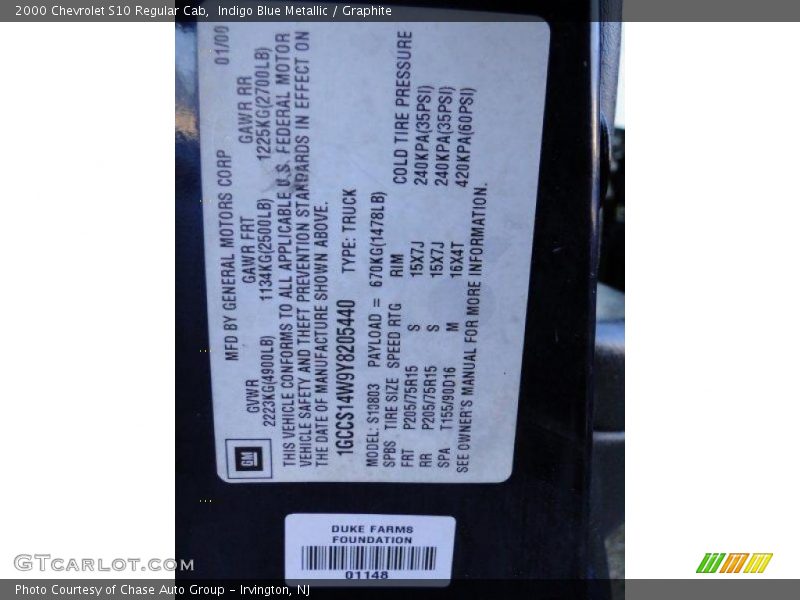 2000 Chevrolet S10 Regular Cab, Indigo Blue Metallic / Graphite
MFD BY GENERAL MOTORS CORP 01/00
GVWR GAWR FRT GAWR RR
2223KG(4900LB) 1134KG(2500LB) 1225KG(2700LB)
THIS VEHICLE CONFORMS TO ALL APPLICABLE U.S. FEDERAL MOTOR
VEHICLE SAFETY AND THEFT PREVENTION STANDARDS IN EFFECT ON
THE DATE OF MANUFACTURE SHOWN ABOVE.
1GCCS14W9Y8205440 TYPE: TRUCK
MODEL: S10803 PAYLOAD = 670KG(1478LB)
SPBS TIRE SIZE SPEED RTG RIM COLD TIRE PRESSURE
FRT P205/75R15 S 15X7J 240KPA(35PSI)
RR P205/75R15 S 15X7J 240KPA(35PSI)
SPA T155/90D16 M 16X4T 420KPA(60PSI)
SEE OWNER'S MANUAL FOR MORE INFORMATION.
GM
DUKE FARMS
FOUNDATION
01148
GTCarLot.com
Photo Courtesy of Chase Auto Group - Irvington, NJ